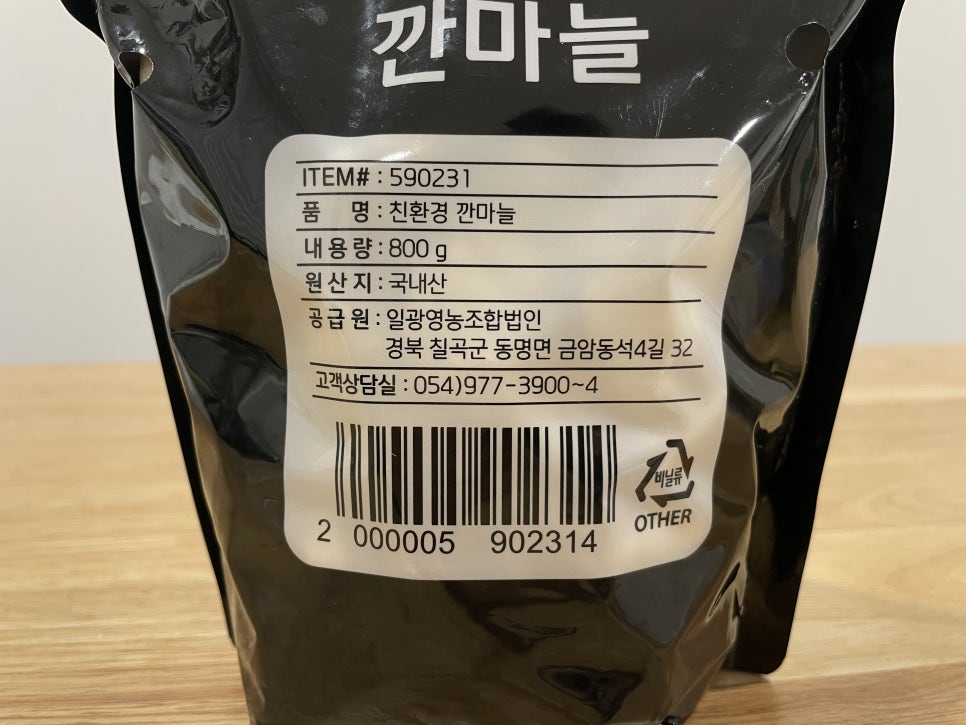 깐마늘
ITEM# : 590231
품 명 : 친환경 깐마늘
내용량 : 800 g
원산지 : 국내산
공급원 : 일광영농조합법인
경북 칠곡군 동명면 금암동석4길 32
고객상담실 : 054)977-3900~4
비닐류
OTHER
2 000005 902314